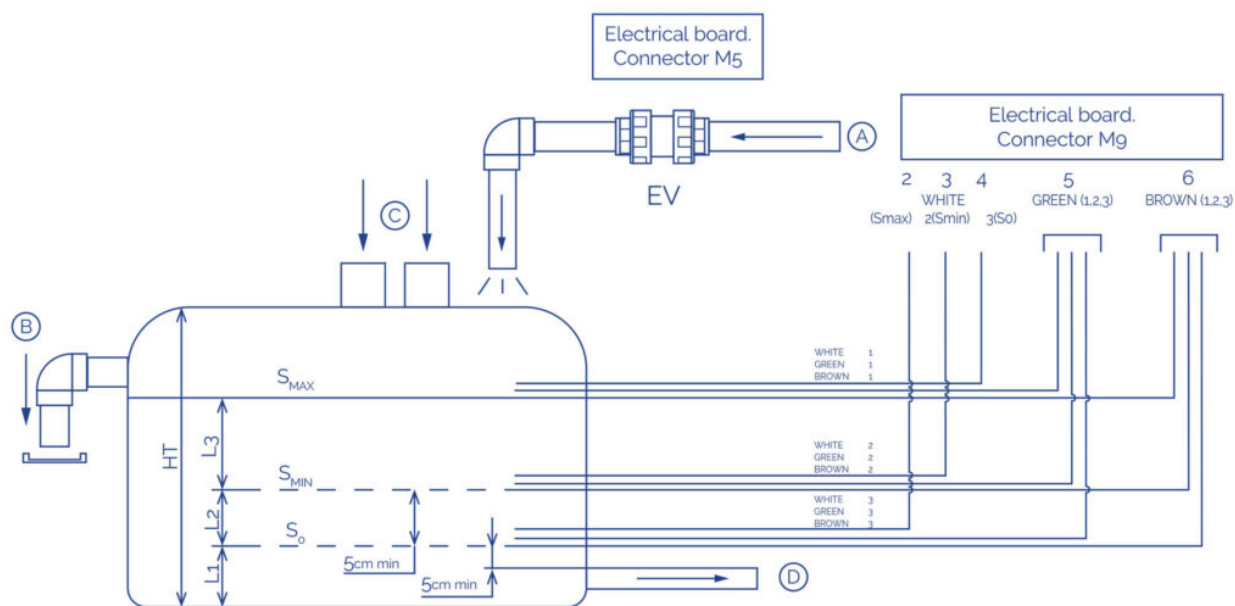 Electrical board.
Connector M5
A
Electrical board.
Connector M9
EV
2 3 4 5 6
WHITE GREEN (1,2,3) BROWN (1,2,3)
(Smax) 2(Smin) 3(S0)
C
B
WHITE 1
GREEN 1
BROWN 1
SMAX
HT
L3
WHITE 2
GREEN 2
BROWN 2
SMIN
L2
WHITE 3
GREEN 3
BROWN 3
S0
L1
5cm min
5cm min
D